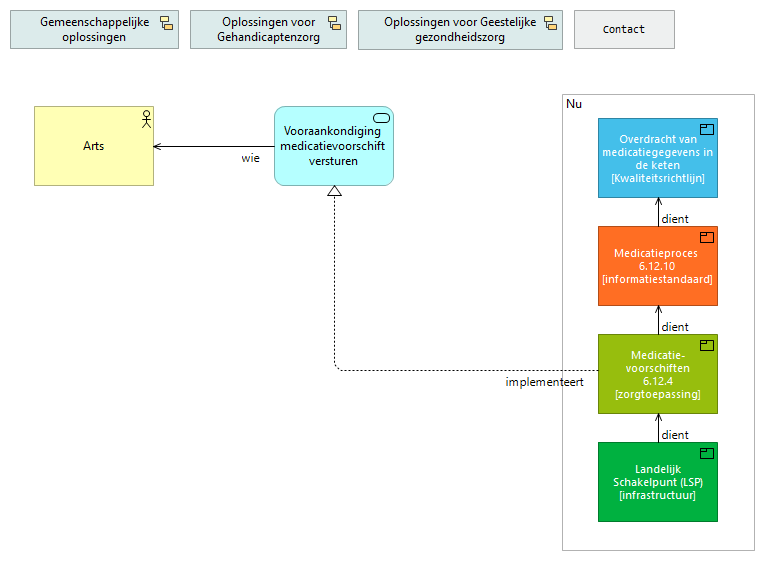 Gemeenschappelijke
oplossingen
Oplossingen voor
Gehandicaptenzorg
Oplossingen voor Geestelijke
gezondheidszorg
Contact
Arts
wie
Vooraankondiging
medicatievoorschift
versturen
Nu
Overdracht van
medicatiegegevens in
de keten
[Kwaliteitsrichtlijn]
dient
Medicatieproces
6.12.10
[informatiestandaard]
dient
implementeert
Medicatie-
voorschiften
6.12.4
[zorgtoepassing]
dient
Landelijk
Schakelpunt (LSP)
[infrastructuur]